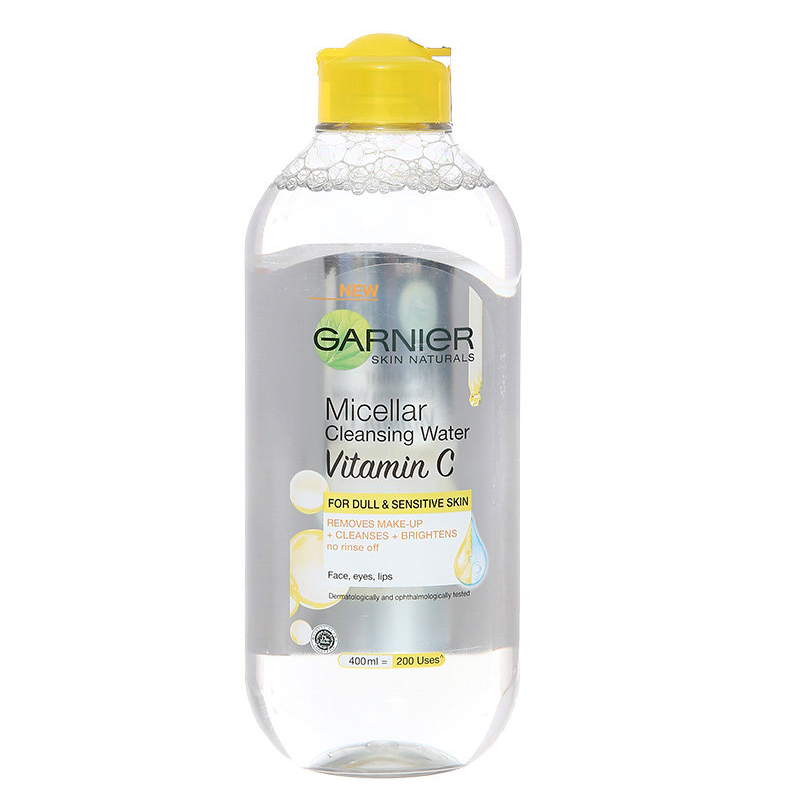 NEW
GARNIER
SKIN NATURALS
Micellar
Cleansing Water
Vitamin C
FOR DULL & SENSITIVE SKIN
REMOVES MAKE-UP
+ CLEANSES + BRIGHTENS
no rinse off
Face, eyes, lips
Dermatologically and ophthalmologically tested
400ml = 200 Uses^